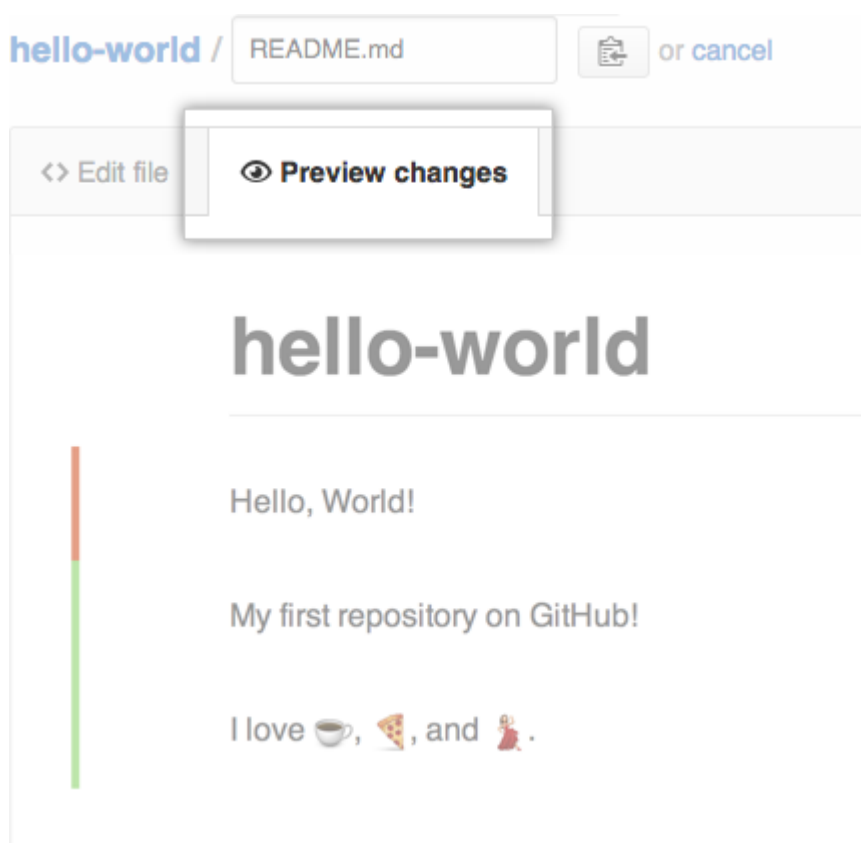 hello-world / README.md or cancel
<> Edit file Preview changes
hello-world
Hello, World!
My first repository on GitHub!
I love ☕, 🍕, and 💃.